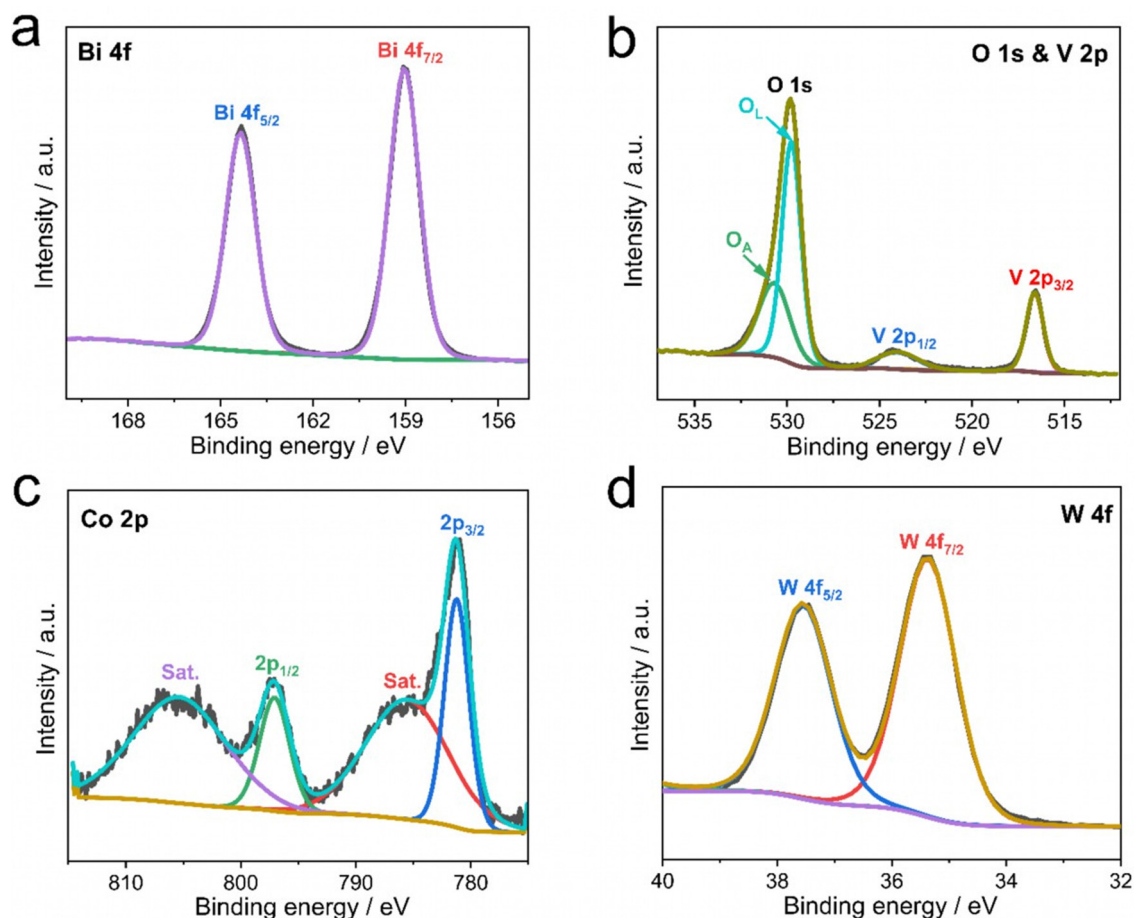 a
Bi 4f
Bi 4f7/2
Bi 4f5/2
Intensity / a.u.
168 165 162 159 156
Binding energy / eV
b
O 1s & V 2p
O 1s
OL
OA
V 2p3/2
V 2p1/2
Intensity / a.u.
535 530 525 520 515
Binding energy / eV
c
Co 2p
2p3/2
Sat.
2p1/2
Sat.
Intensity / a.u.
810 800 790 780
Binding energy / eV
d
W 4f
W 4f7/2
W 4f5/2
Intensity / a.u.
40 38 36 34 32
Binding energy / eV